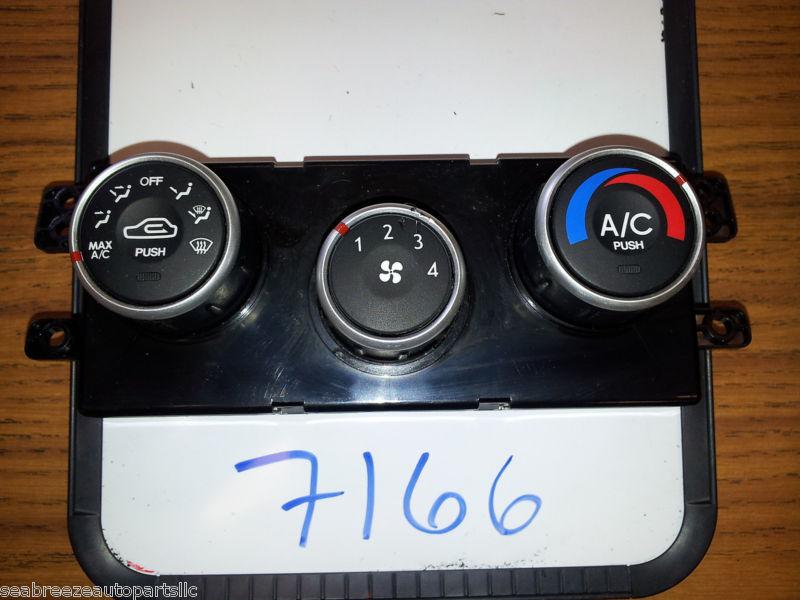 OFF
MAX
A/C
PUSH
1 2 3 4
A/C
PUSH
7166
seabreezeautopartsllc